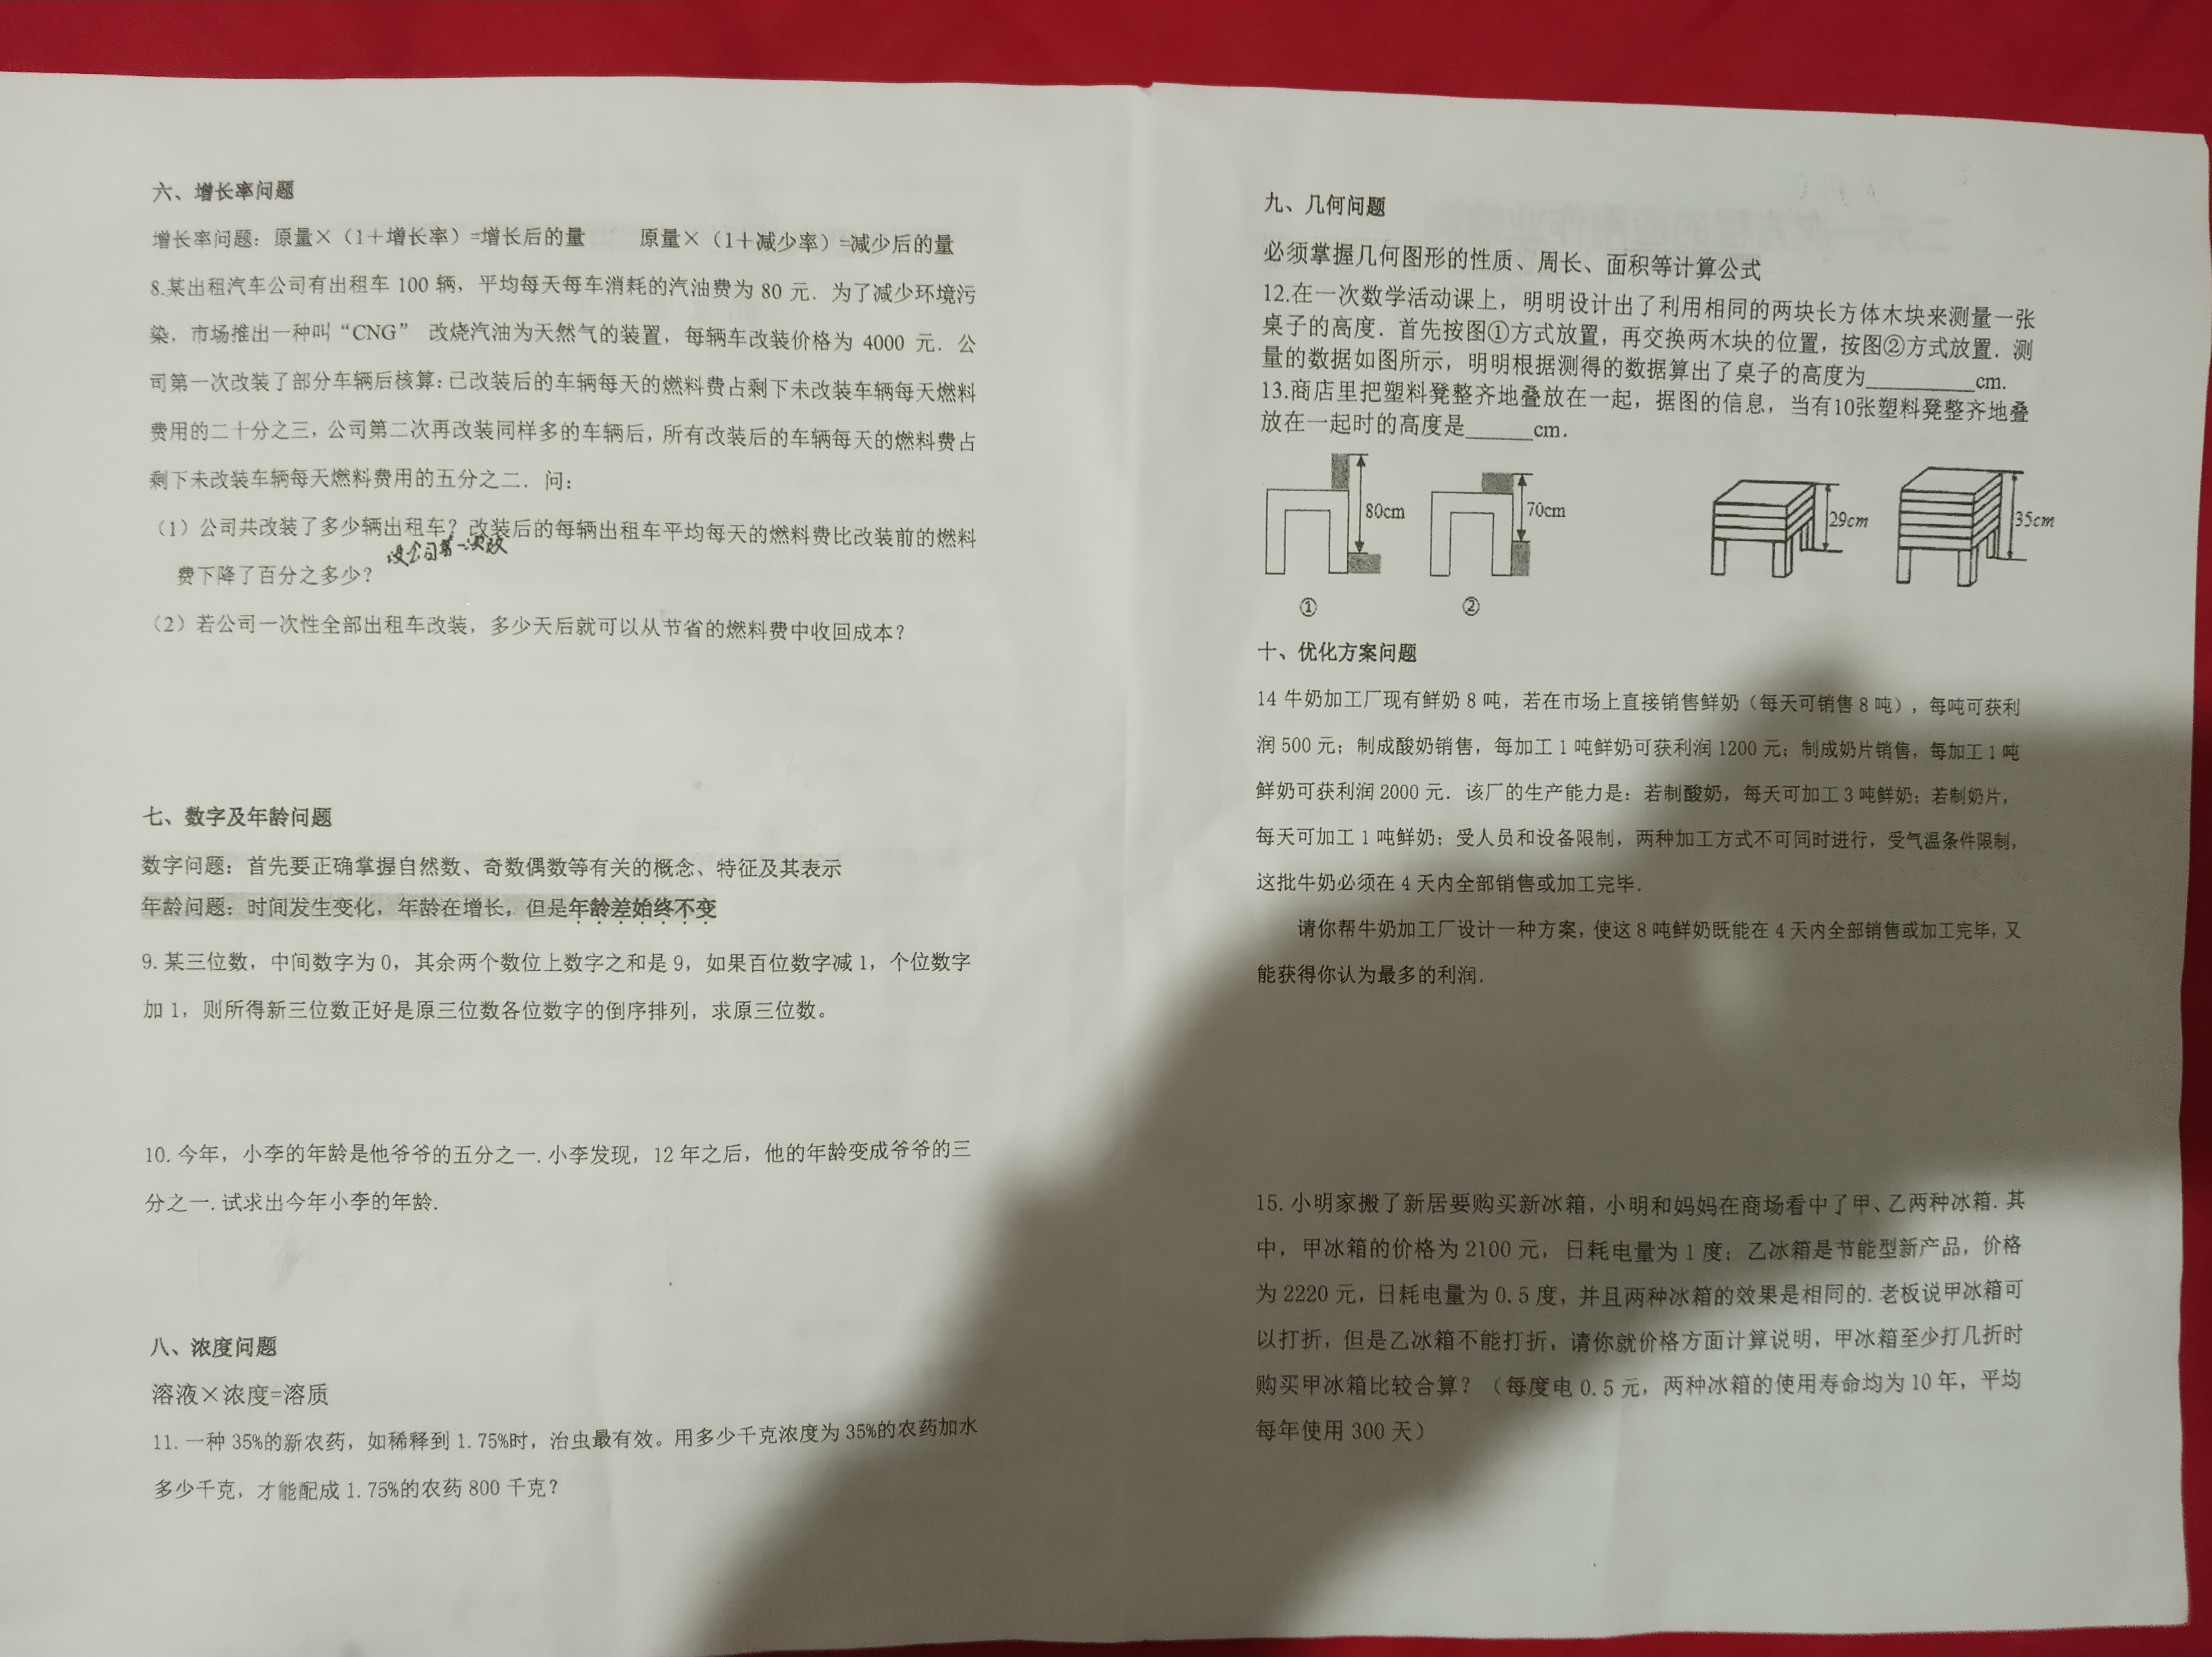 六、增长率问题
增长率问题：原量×（1＋增长率）=增长后的量 原量×（1＋减少率）=减少后的量
8.某出租汽车公司有出租车 100 辆，平均每天每车消耗的汽油费为 80 元．为了减少环境污
染，市场推出一种叫“CNG” 改烧汽油为天然气的装置，每辆车改装价格为 4000 元．公
司第一次改装了部分车辆后核算：已改装后的车辆每天的燃料费占剩下未改装车辆每天燃料
费用的二十分之三，公司第二次再改装同样多的车辆后，所有改装后的车辆每天的燃料费占
剩下未改装车辆每天燃料费用的五分之二．问：
（1）公司共改装了多少辆出租车？改装后的每辆出租车平均每天的燃料费比改装前的燃料
设公司第一次改
费下降了百分之多少？
（2）若公司一次性全部出租车改装，多少天后就可以从节省的燃料费中收回成本？
七、数字及年龄问题
数字问题：首先要正确掌握自然数、奇数偶数等有关的概念、特征及其表示
年龄问题：时间发生变化，年龄在增长，但是年龄差始终不变
9.某三位数，中间数字为0，其余两个数位上数字之和是9，如果百位数字减1，个位数字
加1，则所得新三位数正好是原三位数各位数字的倒序排列，求原三位数。
10.今年，小李的年龄是他爷爷的五分之一.小李发现，12年之后，他的年龄变成爷爷的三
分之一.试求出今年小李的年龄.
八、浓度问题
溶液×浓度=溶质
11.一种35%的新农药，如稀释到1.75%时，治虫最有效。用多少千克浓度为35%的农药加水
多少千克，才能配成1.75%的农药800千克？
九、几何问题
必须掌握几何图形的性质、周长、面积等计算公式
12.在一次数学活动课上，明明设计出了利用相同的两块长方体木块来测量一张
桌子的高度．首先按图①方式放置，再交换两木块的位置，按图②方式放置．测
量的数据如图所示，明明根据测得的数据算出了桌子的高度为__________cm.
13.商店里把塑料凳整齐地叠放在一起，据图的信息，当有10张塑料凳整齐地叠
放在一起时的高度是______cm.
80cm 70cm 29cm 35cm
① ②
十、优化方案问题
14 牛奶加工厂现有鲜奶8吨，若在市场上直接销售鲜奶（每天可销售8吨），每吨可获利
润500元；制成酸奶销售，每加工1吨鲜奶可获利润1200元；制成奶片销售，每加工1吨
鲜奶可获利润2000元．该厂的生产能力是：若制酸奶，每天可加工3吨鲜奶；若制奶片，
每天可加工1吨鲜奶；受人员和设备限制，两种加工方式不可同时进行，受气温条件限制，
这批牛奶必须在4天内全部销售或加工完毕．
请你帮牛奶加工厂设计一种方案，使这8吨鲜奶既能在4天内全部销售或加工完毕，又
能获得你认为最多的利润．
15.小明家搬了新居要购买新冰箱，小明和妈妈在商场看中了甲、乙两种冰箱.其
中，甲冰箱的价格为2100元，日耗电量为1度；乙冰箱是节能型新产品，价格
为2220元，日耗电量为0.5度，并且两种冰箱的效果是相同的.老板说甲冰箱可
以打折，但是乙冰箱不能打折，请你就价格方面计算说明，甲冰箱至少打几折时
购买甲冰箱比较合算？（每度电0.5元，两种冰箱的使用寿命均为10年，平均
每年使用300天）